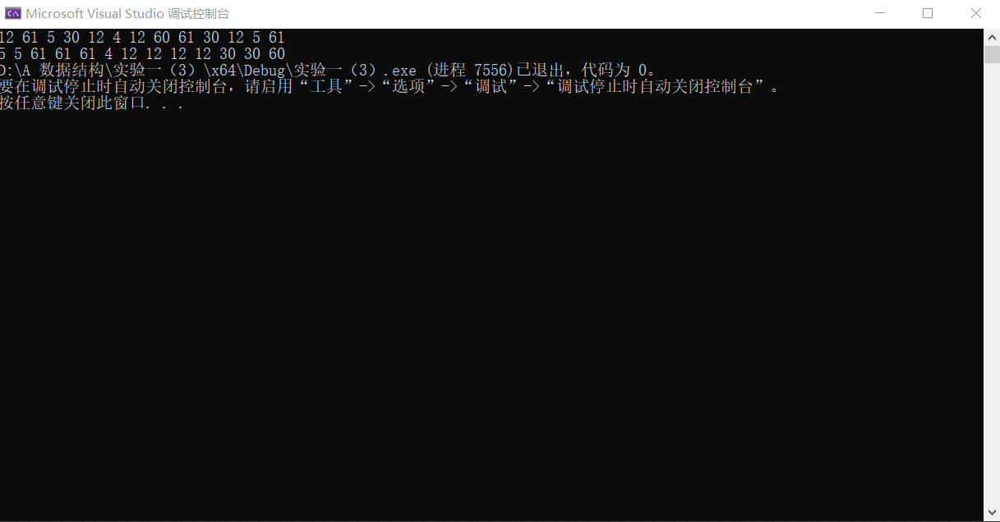 Microsoft Visual Studio 调试控制台
12 61 5 30 12 4 12 60 61 30 12 5 61
5 5 61 61 61 4 12 12 12 12 30 30 60
D:\A 数据结构\实验一（3）\x64\Debug\实验一（3）.exe (进程 7556)已退出，代码为 0。
要在调试停止时自动关闭控制台，请启用“工具”->“选项”->“调试”->“调试停止时自动关闭控制台”。
按任意键关闭此窗口. . .